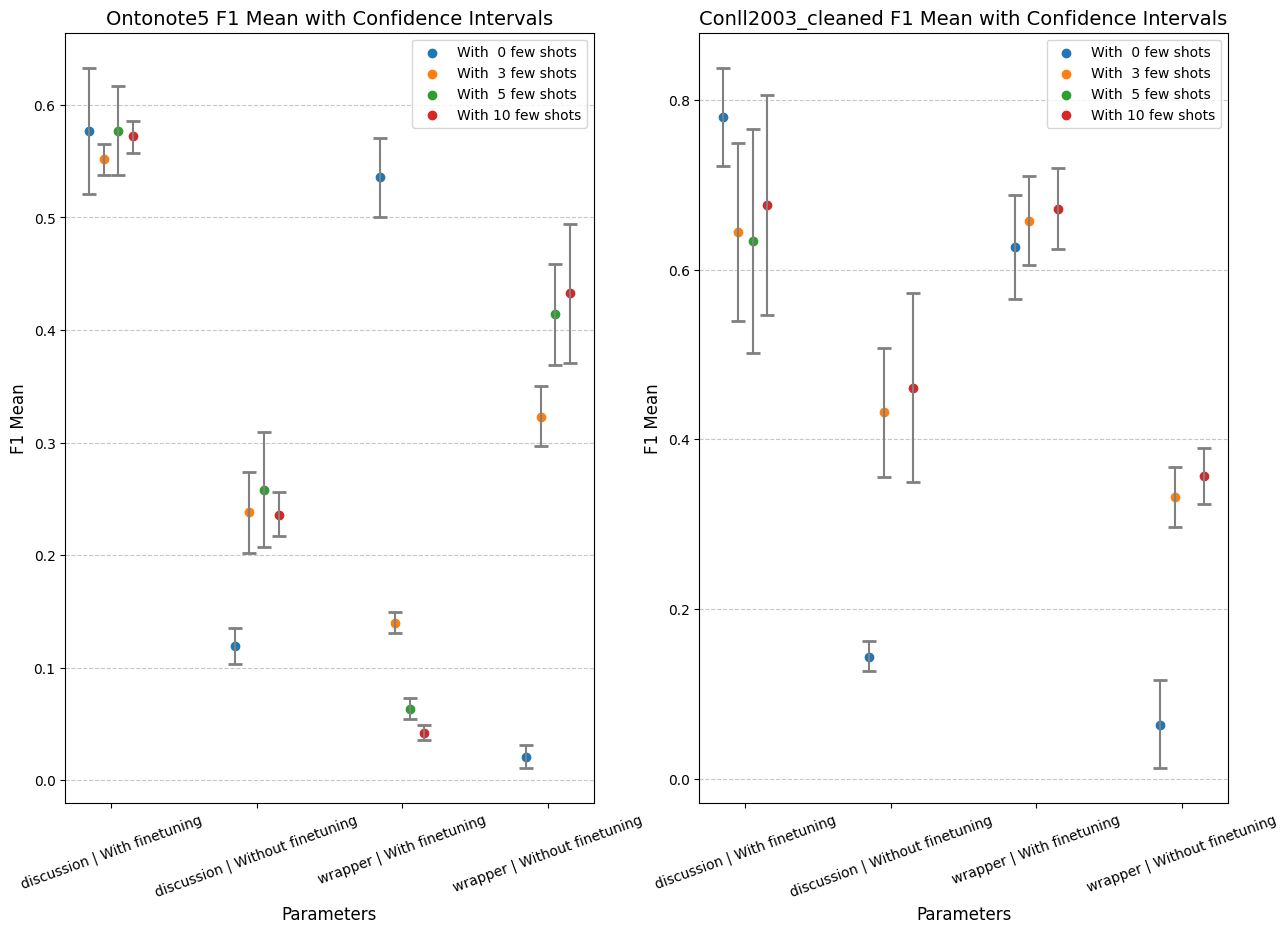 Ontonote5 F1 Mean with Confidence Intervals
With  0 few shots
With  3 few shots
With  5 few shots
With 10 few shots
F1 Mean
0.6
0.5
0.4
0.3
0.2
0.1
0.0
discussion | With finetuning
discussion | Without finetuning
wrapper | With finetuning
wrapper | Without finetuning
Parameters
Conll2003_cleaned F1 Mean with Confidence Intervals
With  0 few shots
With  3 few shots
With  5 few shots
With 10 few shots
F1 Mean
0.8
0.6
0.4
0.2
0.0
discussion | With finetuning
discussion | Without finetuning
wrapper | With finetuning
wrapper | Without finetuning
Parameters